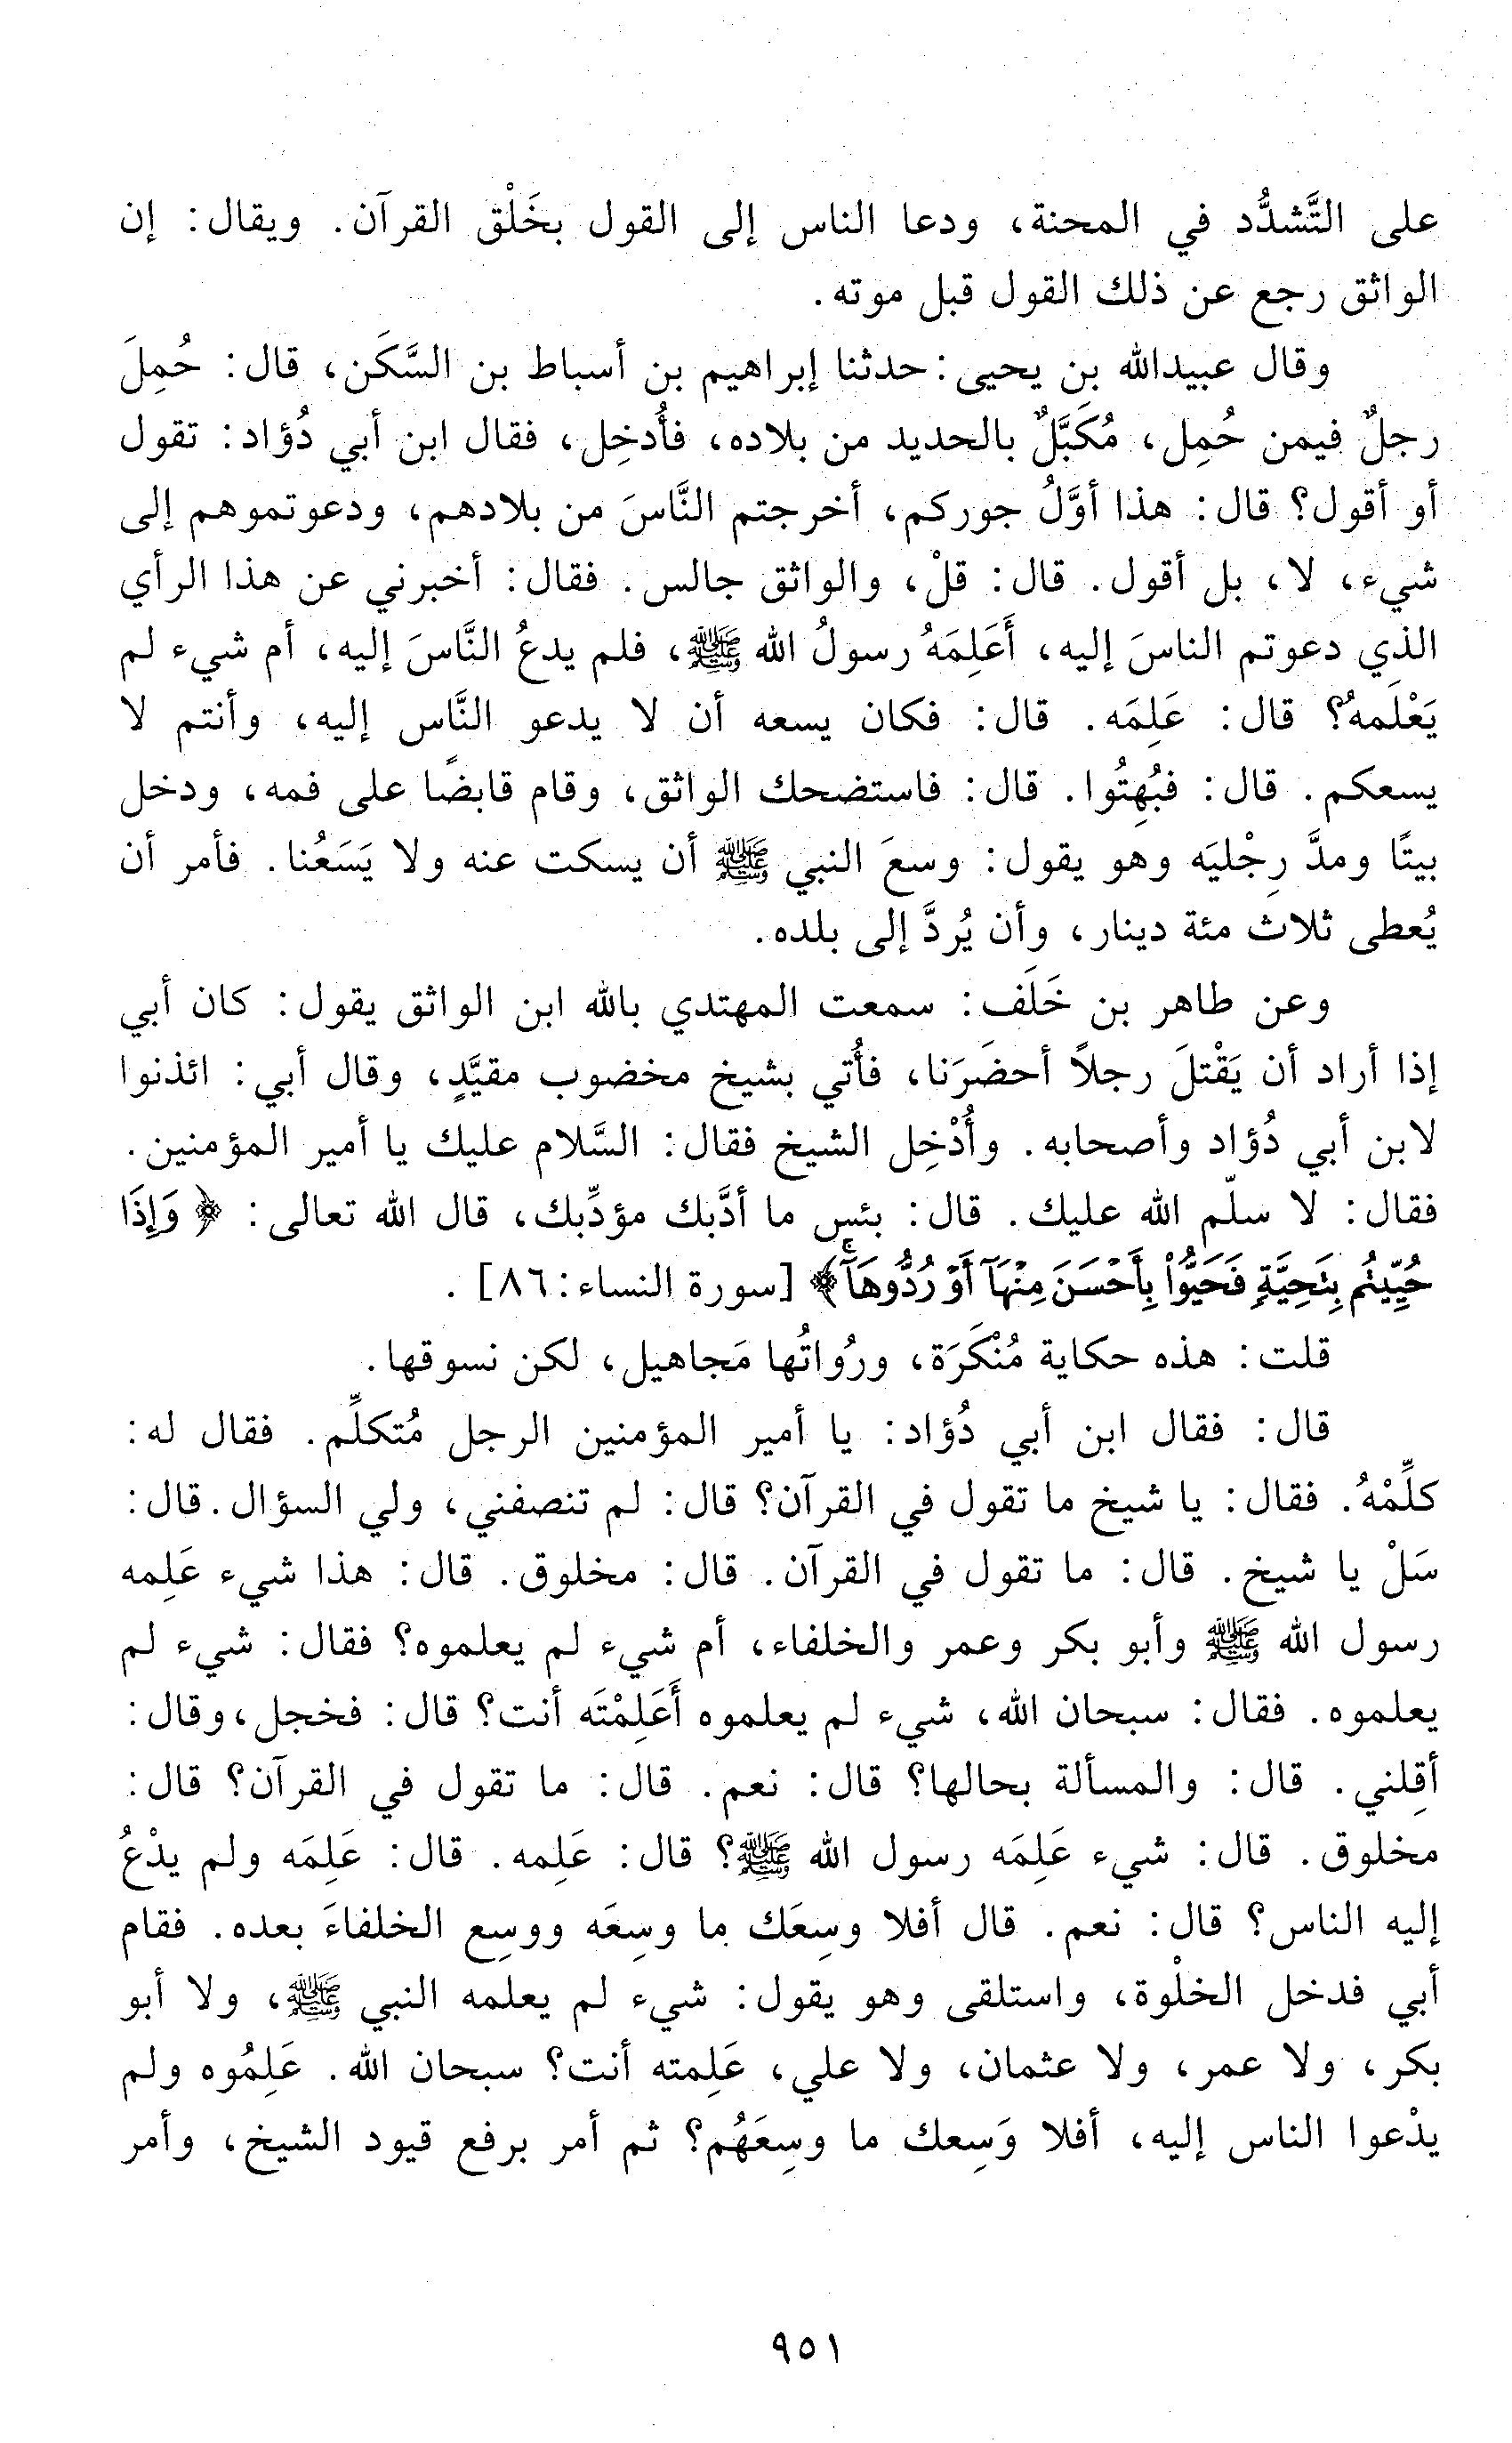 على التَّشدُّد في المحنة، ودعا الناس إلى القول بخَلْق القرآن. ويقال: إن
الواثق رجع عن ذلك القول قبل موته.
وقال عبيدالله بن يحيى: حدثنا إبراهيم بن أسباط بن السَّكَن، قال: حُمِلَ
رجلٌ فيمن حُمِل، مُكَبَّلٌ بالحديد من بلاده، فأُدخِل، فقال ابن أبي دُؤاد: تقول
أو أقول؟ قال: هذا أوَّلُ جوركم، أخرجتم النَّاسَ من بلادهم، ودعوتموهم إلى
شيء، لا، بل أقول. قال: قلْ، والواثق جالس. فقال: أخبرني عن هذا الرأي
الذي دعوتم الناسَ إليه، أَعَلِمَهُ رسولُ الله ﷺ، فلم يدعُ النَّاسَ إليه، أم شيء لم
يَعْلَمهُ؟ قال: عَلِمَه. قال: فكان يسعه أن لا يدعو النَّاس إليه، وأنتم لا
يسعكم. قال: فبُهِتُوا. قال: فاستضحك الواثق، وقام قابضًا على فمه، ودخل
بيتًا ومدَّ رِجْليَه وهو يقول: وسعَ النبي ﷺ أن يسكت عنه ولا يَسَعُنا. فأمر أن
يُعطى ثلاث مئة دينار، وأن يُردَّ إلى بلده.
وعن طاهر بن خَلَف: سمعت المهتدي بالله ابن الواثق يقول: كان أبي
إذا أراد أن يَقْتلَ رجلاً أحضَرَنا، فأُتي بشيخ مخضوب مقيَّدٍ، وقال أبي: ائذنوا
لابن أبي دُؤاد وأصحابه. وأُدْخِل الشيخ فقال: السَّلام عليك يا أمير المؤمنين.
فقال: لا سلّم الله عليك. قال: بئس ما أدَّبك مؤدِّبك، قال الله تعالى: ﴿ وَإِذَا
حُيِّيتُم بِتَحِيَّةٍ فَحَيُّوا۟ بِأَحْسَنَ مِنْهَآ أَوْ رُدُّوهَآۚ﴾ [سورة النساء: ٨٦] .
قلت: هذه حكاية مُنْكَرَة، ورُواتُها مَجاهيل، لكن نسوقها.
قال: فقال ابن أبي دُؤاد: يا أمير المؤمنين الرجل مُتكلِّم. فقال له:
كلِّمْهُ. فقال: يا شيخ ما تقول في القرآن؟ قال: لم تنصفني، ولي السؤال. قال:
سَلْ يا شيخ. قال: ما تقول في القرآن. قال: مخلوق. قال: هذا شيء عَلِمه
رسول الله ﷺ وأبو بكر وعمر والخلفاء، أم شيء لم يعلموه؟ فقال: شيء لم
يعلموه. فقال: سبحان الله، شيء لم يعلموه أَعَلِمْتَه أنت؟ قال: فخجل، وقال:
أقِلني. قال: والمسألة بحالها؟ قال: نعم. قال: ما تقول في القرآن؟ قال:
مخلوق. قال: شيء عَلِمَه رسول الله ﷺ؟ قال: عَلِمه. قال: عَلِمَه ولم يدْعُ
إليه الناس؟ قال: نعم. قال أفلا وسِعَك ما وسِعَه ووسِع الخلفاءَ بعده. فقام
أبي فدخل الخلْوة، واستلقى وهو يقول: شيء لم يعلمه النبي ﷺ، ولا أبو
بكر، ولا عمر، ولا عثمان، ولا علي، عَلِمته أنت؟ سبحان الله. عَلِمُوه ولم
يدْعوا الناس إليه، أفلا وَسِعك ما وسِعَهُم؟ ثم أمر برفع قيود الشيخ، وأمر
٩٥١